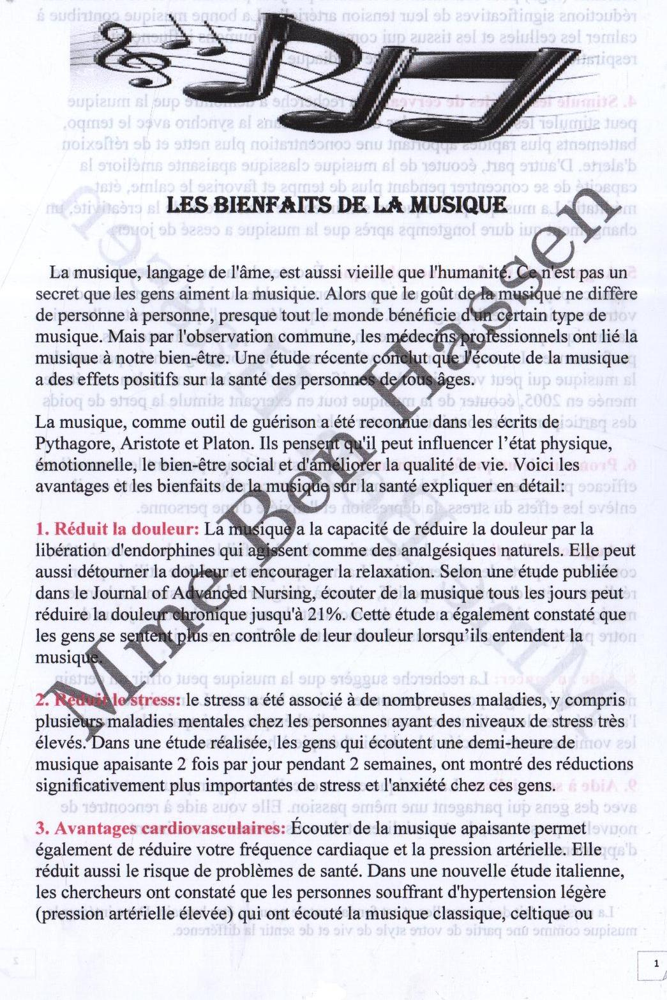 LES BIENFAITS DE LA MUSIQUE
La musique, langage de l'âme, est aussi vieille que l'humanité. Ce n'est pas un
secret que les gens aiment la musique. Alors que le goût de la musique ne diffère
de personne à personne, presque tout le monde bénéficie d'un certain type de
musique. Mais par l'observation commune, les médecins professionnels ont lié la
musique à notre bien-être. Une étude récente conclut que l'écoute de la musique
a des effets positifs sur la santé des personnes de tous âges.
La musique, comme outil de guérison a été reconnue dans les écrits de
Pythagore, Aristote et Platon. Ils pensent qu'il peut influencer l’état physique,
émotionnelle, le bien-être social et d'améliorer la qualité de vie. Voici les
avantages et les bienfaits de la musique sur la santé expliquer en détail:
1. Réduit la douleur: La musique a la capacité de réduire la douleur par la
libération d'endorphines qui agissent comme des analgésiques naturels. Elle peut
aussi détourner la douleur et encourager la relaxation. Selon une étude publiée
dans le Journal of Advanced Nursing, écouter de la musique tous les jours peut
réduire la douleur chronique jusqu'à 21%. Cette étude a également constaté que
les gens se sentent plus en contrôle de leur douleur lorsqu’ils entendent la
musique.
2. Réduit le stress: le stress a été associé à de nombreuses maladies, y compris
plusieurs maladies mentales chez les personnes ayant des niveaux de stress très
élevés. Dans une étude réalisée, les gens qui écoutent une demi-heure de
musique apaisante 2 fois par jour pendant 2 semaines, ont montré des réductions
significativement plus importantes de stress et l'anxiété chez ces gens.
3. Avantages cardiovasculaires: Écouter de la musique apaisante permet
également de réduire votre fréquence cardiaque et la pression artérielle. Elle
réduit aussi le risque de problèmes de santé. Dans une nouvelle étude italienne,
les chercheurs ont constaté que les personnes souffrant d'hypertension légère
(pression artérielle élevée) qui ont écouté la musique classique, celtique ou
Mme Ben Hassen
1